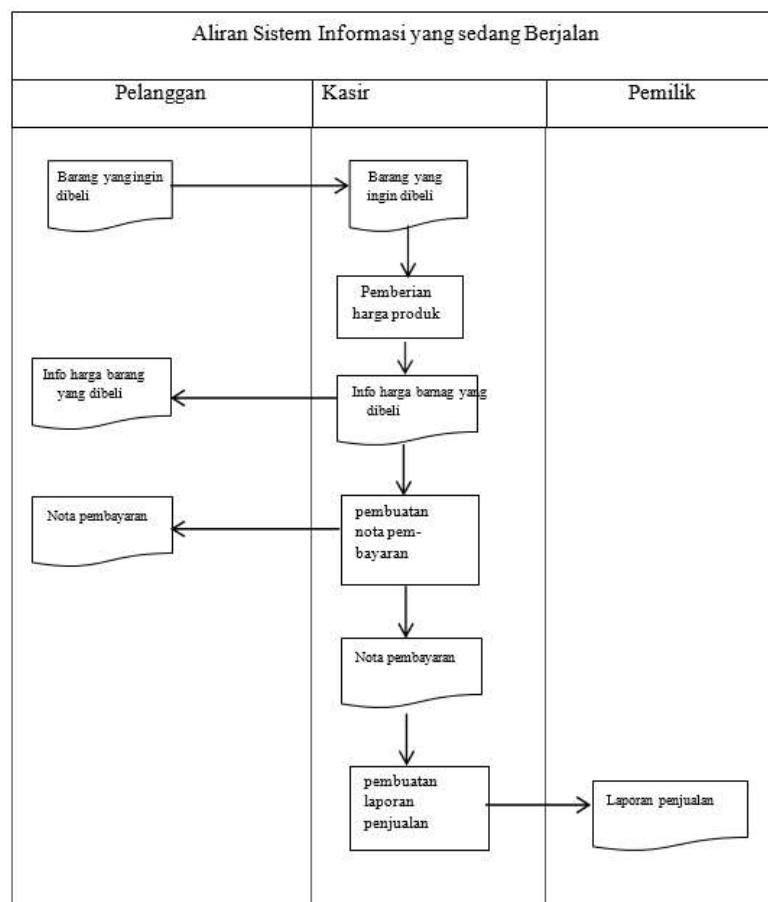 Aliran Sistem Informasi yang sedang Berjalan
Pelanggan
Kasir
Pemilik
Barang yangingin
dibeli
Barang yang
ingin dibeli
Pemberian
harga produk
Info harga barang
yang dibeli
Info harga barnag yang
dibeli
Nota pembayaran
pembuatan
nota pem-
bayaran
Nota pembayaran
pembuatan
laporan
penjualan
Laporan penjualan